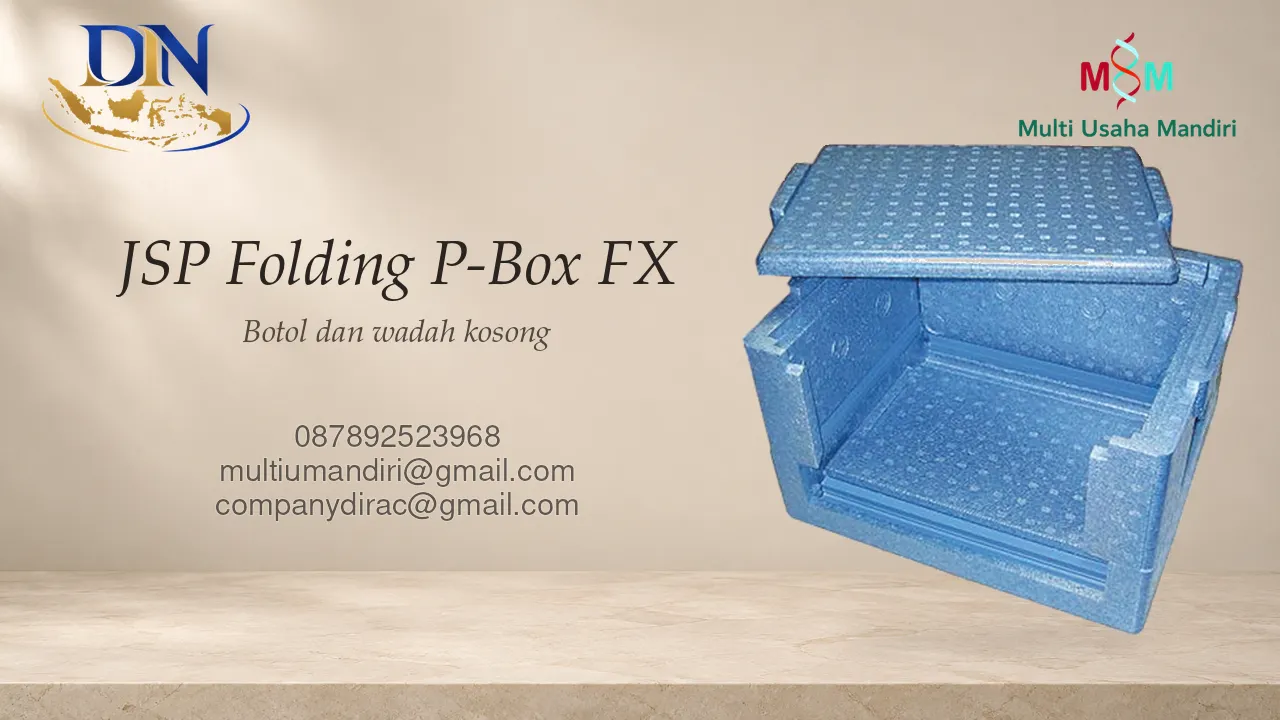 DN
M M
Multi Usaha Mandiri
JSP Folding P-Box FX
Botol dan wadah kosong
087892523968
multiumandiri@gmail.com
companydirac@gmail.com